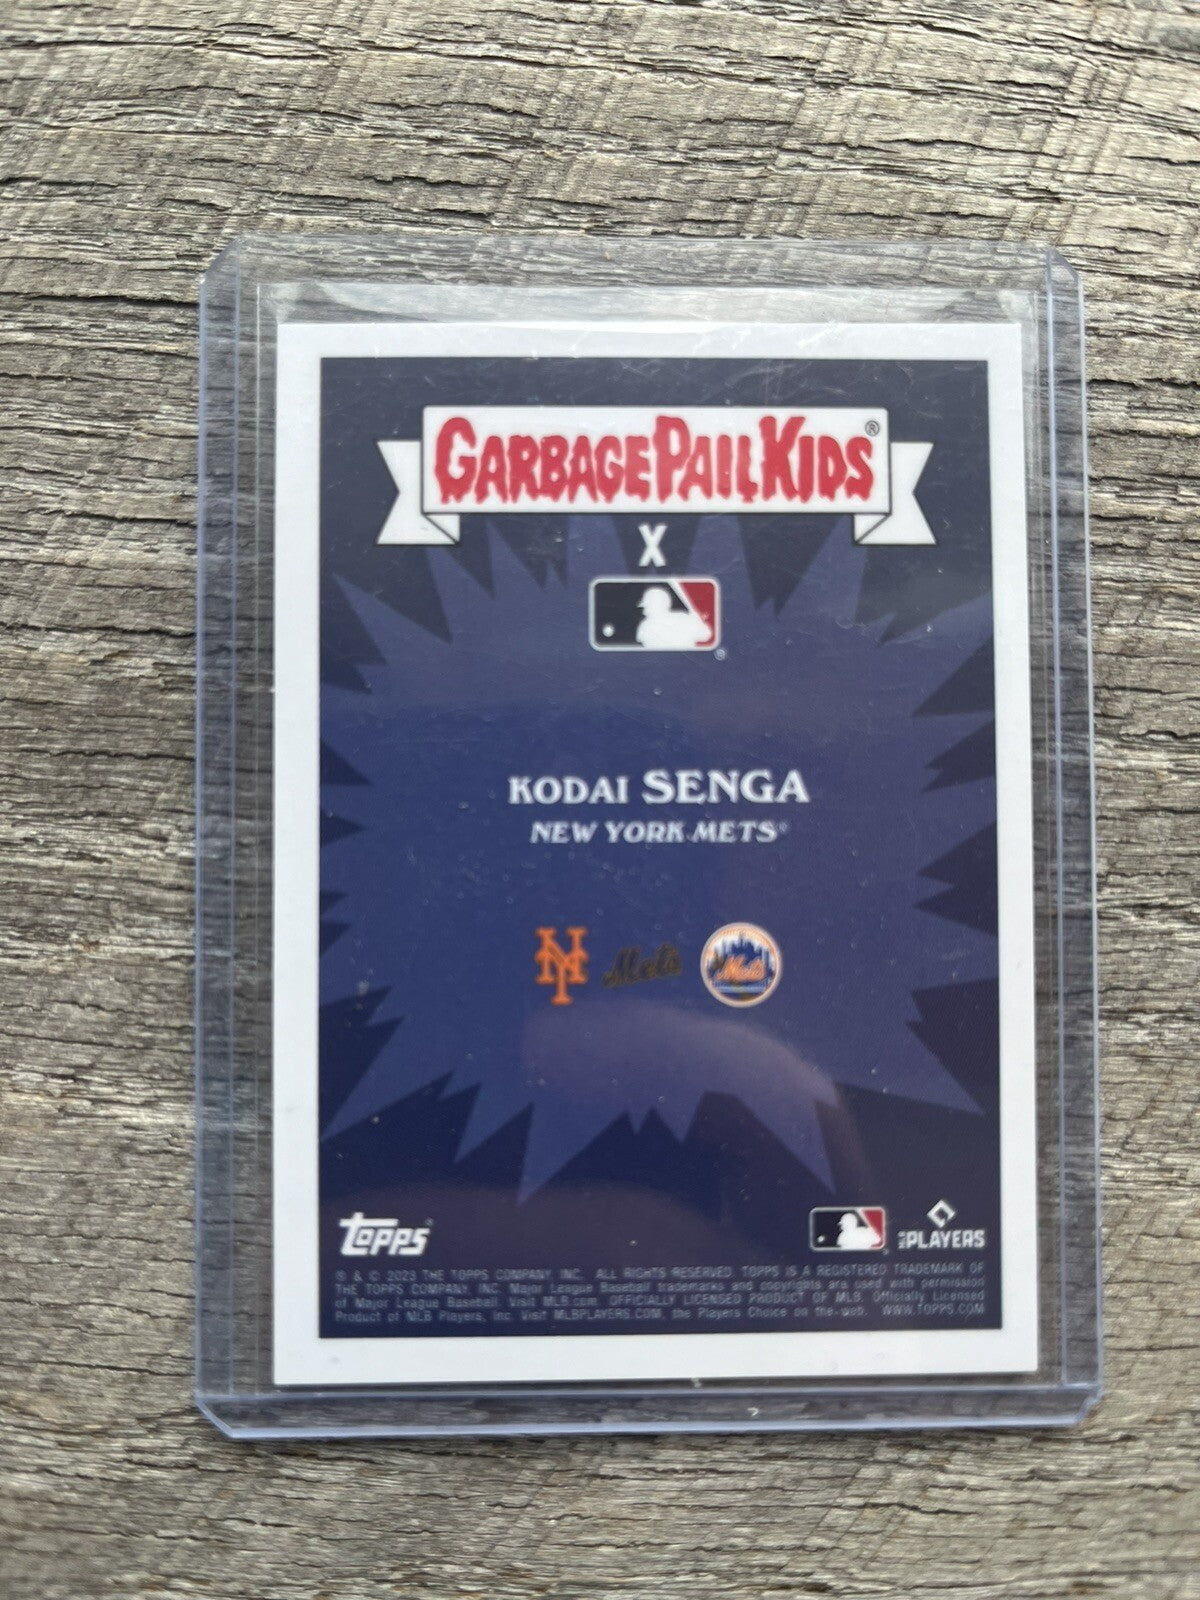 GARBAGE PAIL KIDS®
X
®
KODAI SENGA
NEW YORK METS®
NY Mets Mets
TOPPS®
MLB PLAYERS
® & © 2023 THE TOPPS COMPANY, INC. ALL RIGHTS RESERVED. TOPPS IS A REGISTERED TRADEMARK OF
THE TOPPS COMPANY, INC. Major League Baseball trademarks and copyrights are used with permission
of Major League Baseball. Visit MLB.com. OFFICIALLY LICENSED PRODUCT OF MLB. Officially Licensed
Product of MLB Players, Inc. Visit MLBPLAYERS.COM, the Players Choice on the web. WWW.TOPPS.COM